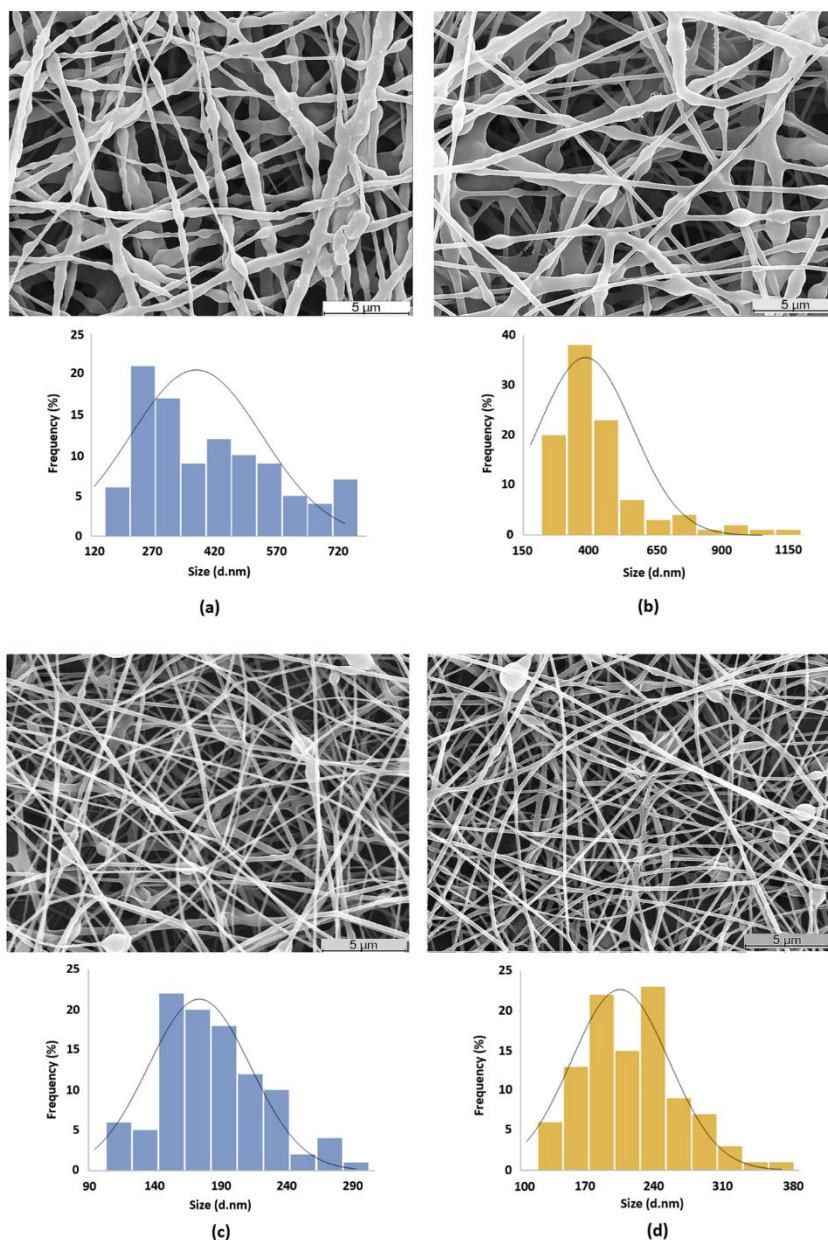 5 µm
5 µm
25
20
15
10
5
0
Frequency (%)
120 270 420 570 720
Size (d.nm)
(a)
40
30
20
10
0
Frequency (%)
150 400 650 900 1150
Size (d.nm)
(b)
5 µm
5 µm
25
20
15
10
5
0
Frequency (%)
90 140 190 240 290
Size (d.nm)
(c)
25
20
15
10
5
0
Frequency (%)
100 170 240 310 380
Size (d.nm)
(d)